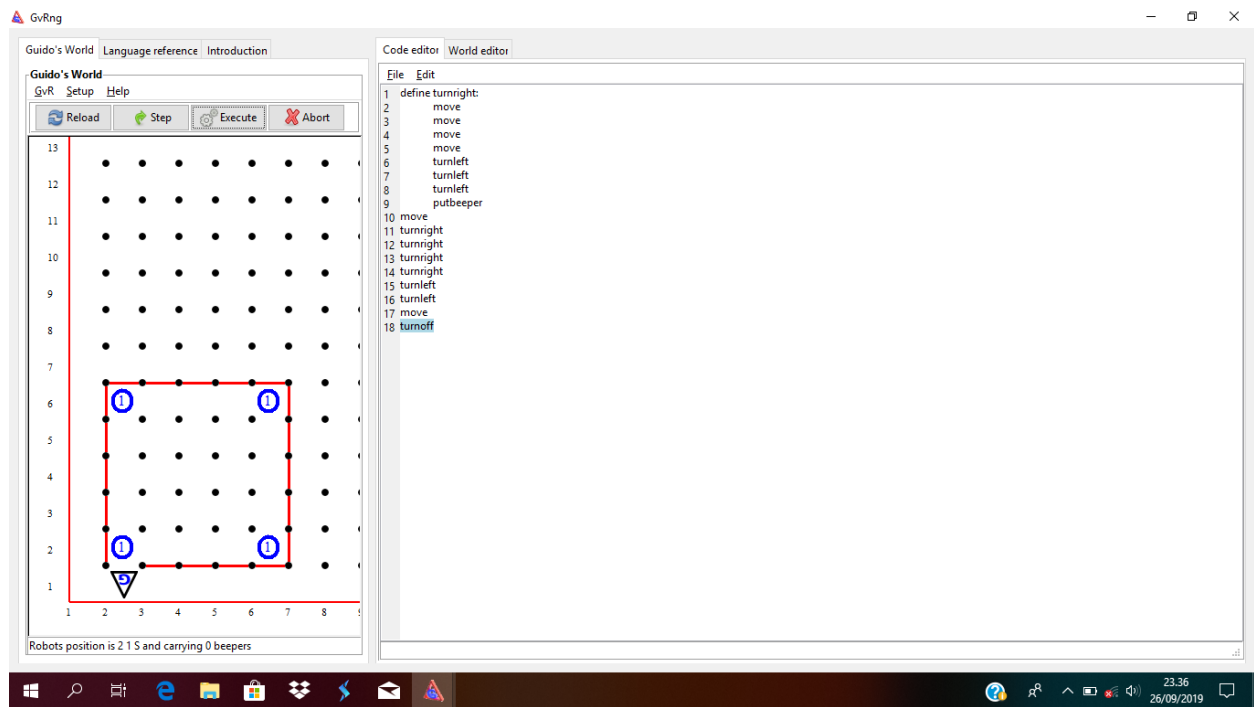 GvRng
Guido's World Language reference Introduction
Guido's World
GvR Setup Help
Reload Step Execute Abort
13
12
11
10
9
8
7
6
5
4
3
2
1
1 1
1 1
G
1 2 3 4 5 6 7 8
Robots position is 2 1 S and carrying 0 beepers
Code editor World editor
File Edit
1 define turnright:
2 move
3 move
4 move
5 move
6 turnleft
7 turnleft
8 turnleft
9 putbeeper
10 move
11 turnright
12 turnright
13 turnright
14 turnright
15 turnleft
16 turnleft
17 move
18 turnoff
23.36
26/09/2019